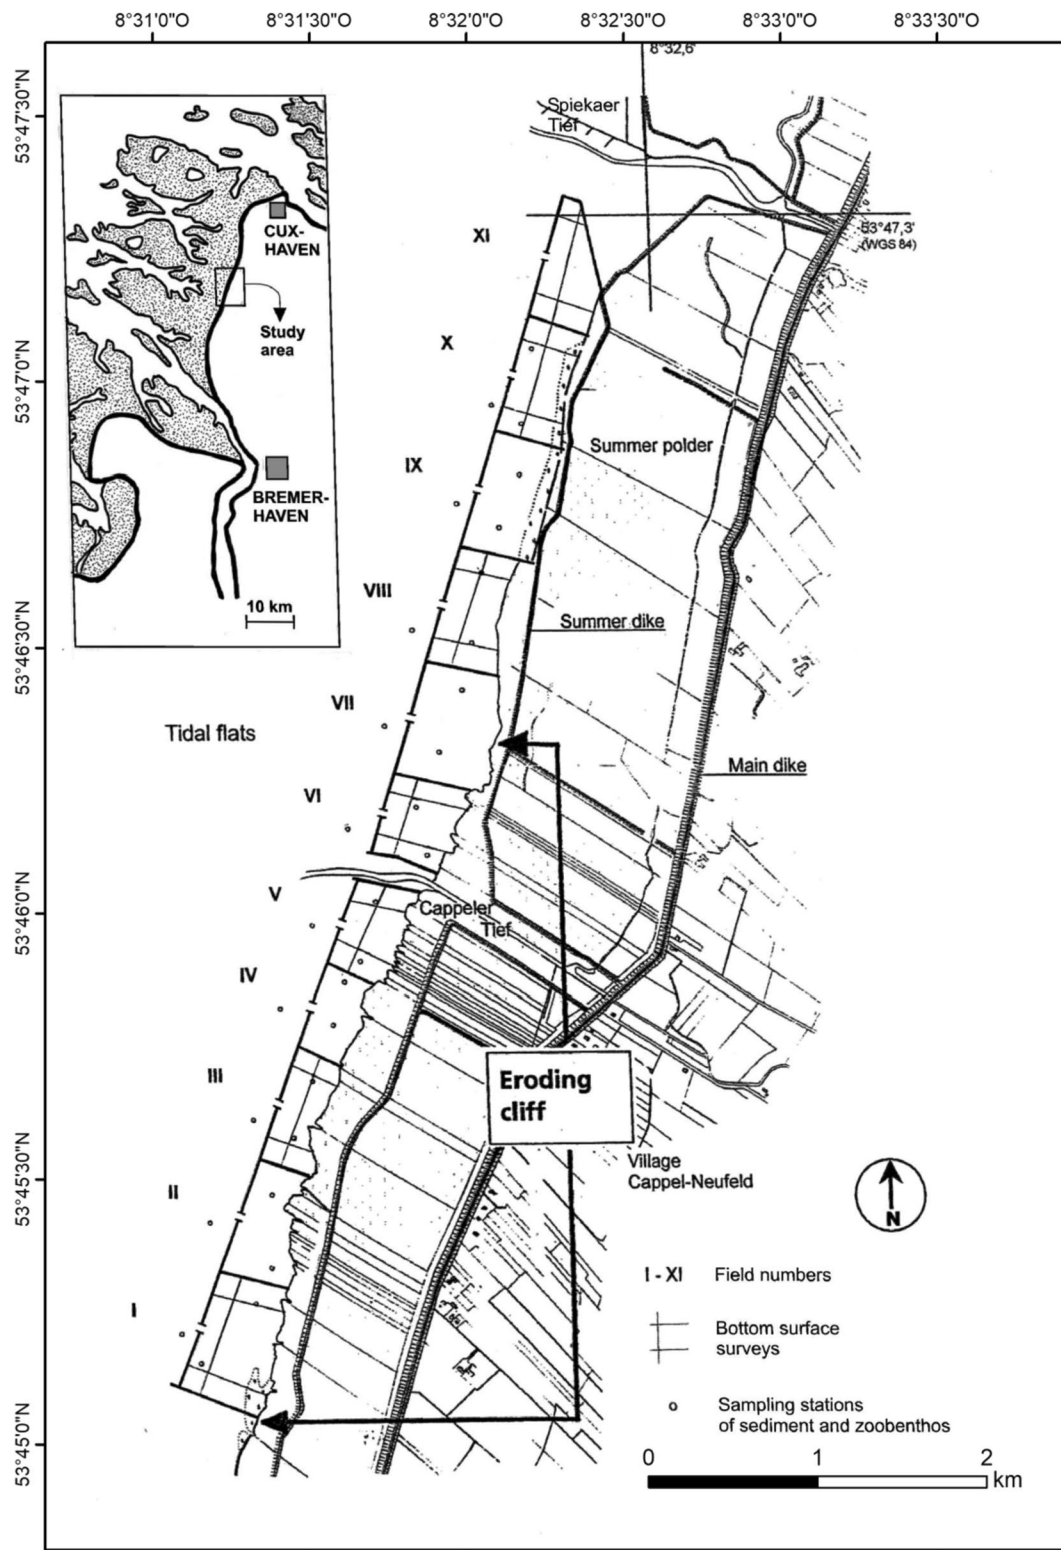 8°31'0"O
8°31'30"O
8°32'0"O
8°32'30"O
8°33'0"O
8°33'30"O
8°32,6'
53°47'30"N
53°47'0"N
53°46'30"N
53°46'0"N
53°45'30"N
53°45'0"N
CUX-
HAVEN
Study
area
BREMER-
HAVEN
10 km
Spiekaer
Tief
53°47,3'
(WGS 84)
XI
X
IX
VIII
VII
VI
V
IV
III
II
I
Summer polder
Summer dike
Tidal flats
Main dike
Cappeler
Tief
Eroding
cliff
Village
Cappel-Neufeld
N
I - XI Field numbers
Bottom surface
surveys
Sampling stations
of sediment and zoobenthos
0 1 2
km